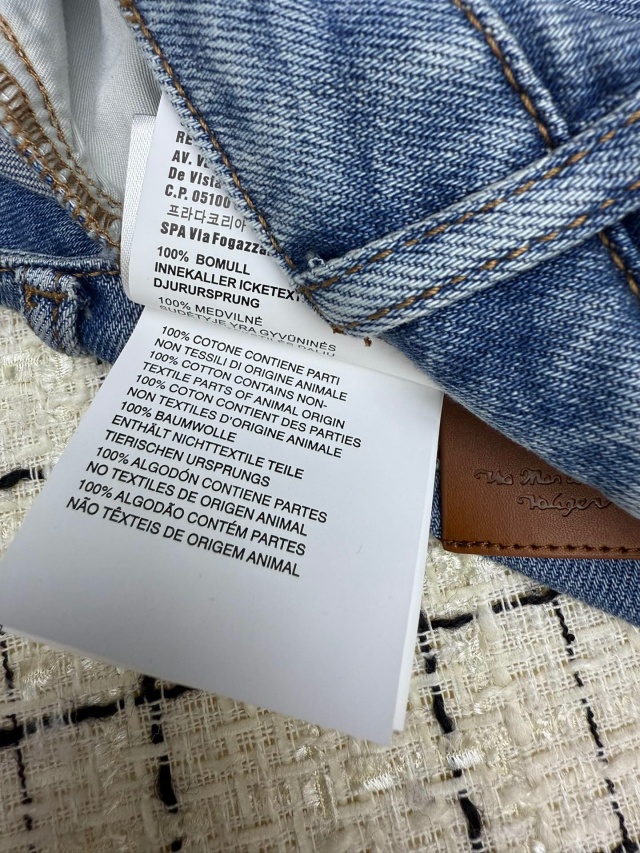 AV.
De Vista
C.P. 05100
프라다코리아
SPA Via Fogazza
100% BOMULL
INNEKALLER ICKETEXT
DJURURSPRUNG
100% MEDVILNĖ
SUDĖTYJE YRA GYVŪNINĖS
100% COTONE CONTIENE PARTI
NON TESSILI DI ORIGINE ANIMALE
100% COTTON CONTAINS NON-
TEXTILE PARTS OF ANIMAL ORIGIN
100% COTON CONTIENT DES PARTIES
NON TEXTILES D'ORIGINE ANIMALE
100% BAUMWOLLE
ENTHÄLT NICHTTEXTILE TEILE
TIERISCHEN URSPRUNGS
100% ALGODÓN CONTIENE PARTES
NO TEXTILES DE ORIGEN ANIMAL
100% ALGODÃO CONTÉM PARTES
NÃO TÊXTEIS DE ORIGEM ANIMAL